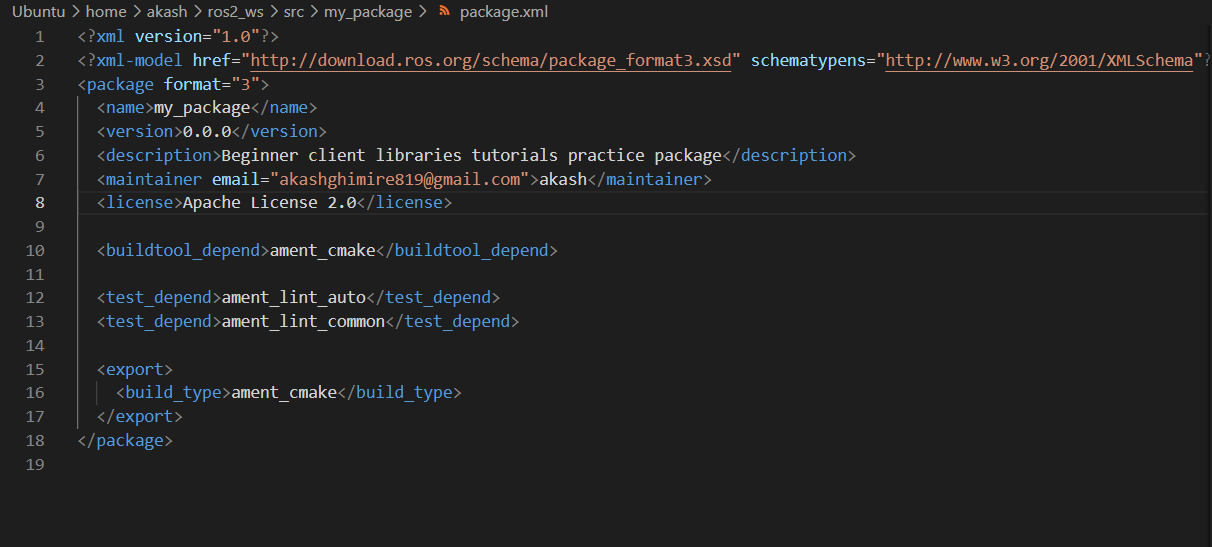 Ubuntu > home > akash > ros2_ws > src > my_package > package.xml
1 <?xml version="1.0"?>
2 <?xml-model href="http://download.ros.org/schema/package_format3.xsd" schematypens="http://www.w3.org/2001/XMLSchema"?
3 <package format="3">
4   <name>my_package</name>
5   <version>0.0.0</version>
6   <description>Beginner client libraries tutorials practice package</description>
7   <maintainer email="akashghimire819@gmail.com">akash</maintainer>
8   <license>Apache License 2.0</license>
9
10   <buildtool_depend>ament_cmake</buildtool_depend>
11
12   <test_depend>ament_lint_auto</test_depend>
13   <test_depend>ament_lint_common</test_depend>
14
15   <export>
16     <build_type>ament_cmake</build_type>
17   </export>
18 </package>
19